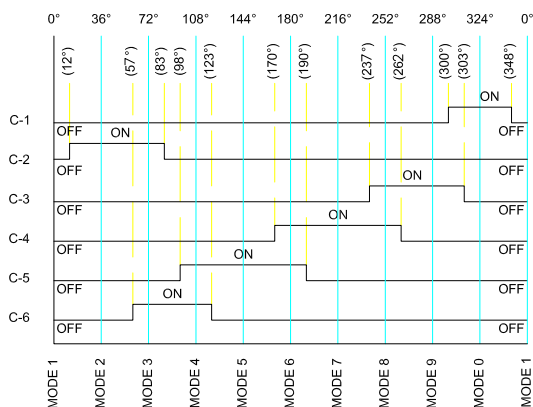 0° 36° 72° 108° 144° 180° 216° 252° 288° 324° 0°
(12°) (57°) (83°) (98°) (123°) (170°) (190°) (237°) (262°) (300°) (303°) (348°)
ON
C-1
OFF ON OFF
C-2
OFF ON OFF
C-3
OFF ON OFF
C-4
OFF ON OFF
C-5
OFF ON OFF
C-6
OFF OFF
MODE 1 MODE 2 MODE 3 MODE 4 MODE 5 MODE 6 MODE 7 MODE 8 MODE 9 MODE 0 MODE 1